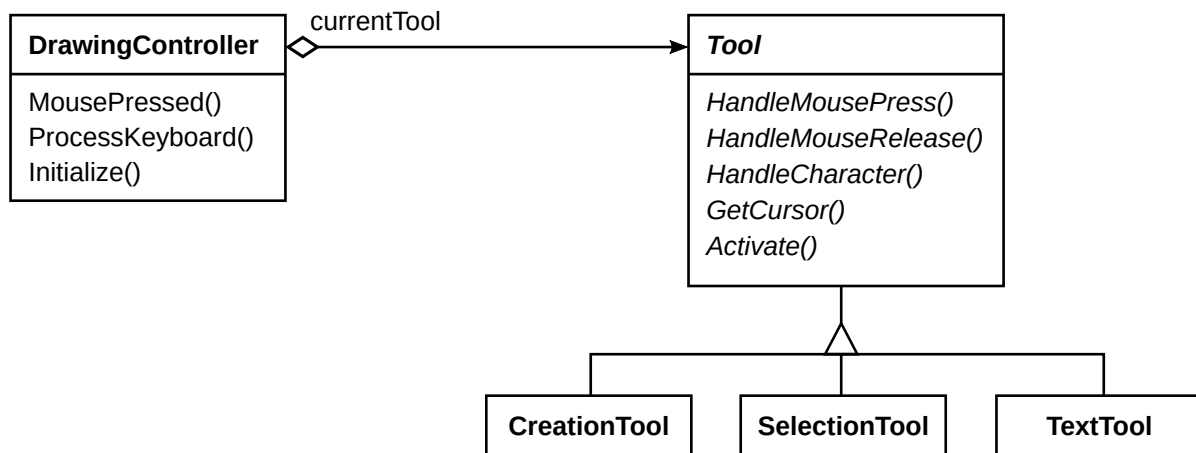 currentTool
DrawingController
MousePressed()
ProcessKeyboard()
Initialize()
Tool
HandleMousePress()
HandleMouseRelease()
HandleCharacter()
GetCursor()
Activate()
CreationTool
SelectionTool
TextTool